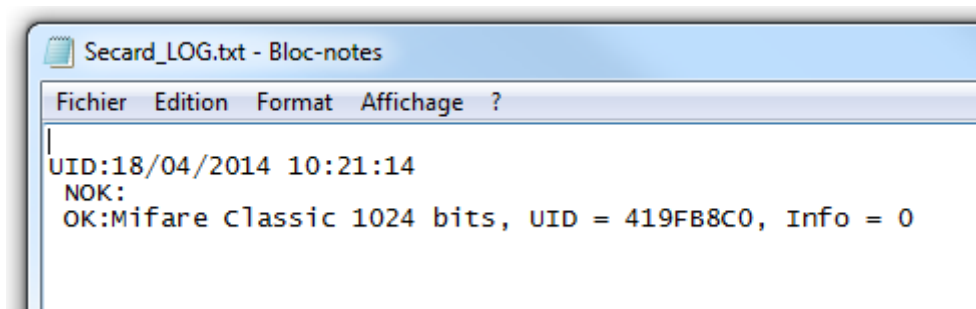 Secard_LOG.txt - Bloc-notes
Fichier Edition Format Affichage ?
UID:18/04/2014 10:21:14
NOK:
OK:Mifare Classic 1024 bits, UID = 419FB8C0, Info = 0